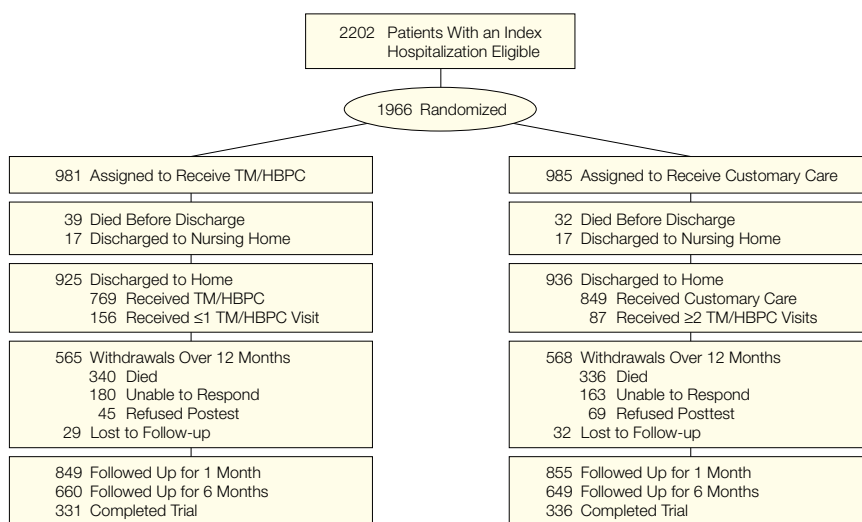 2202 Patients With an Index
Hospitalization Eligible
1966 Randomized
981 Assigned to Receive TM/HBPC
39 Died Before Discharge
17 Discharged to Nursing Home
925 Discharged to Home
769 Received TM/HBPC
156 Received ≤1 TM/HBPC Visit
565 Withdrawals Over 12 Months
340 Died
180 Unable to Respond
45 Refused Postest
29 Lost to Follow-up
849 Followed Up for 1 Month
660 Followed Up for 6 Months
331 Completed Trial
985 Assigned to Receive Customary Care
32 Died Before Discharge
17 Discharged to Nursing Home
936 Discharged to Home
849 Received Customary Care
87 Received ≥2 TM/HBPC Visits
568 Withdrawals Over 12 Months
336 Died
163 Unable to Respond
69 Refused Posttest
32 Lost to Follow-up
855 Followed Up for 1 Month
649 Followed Up for 6 Months
336 Completed Trial